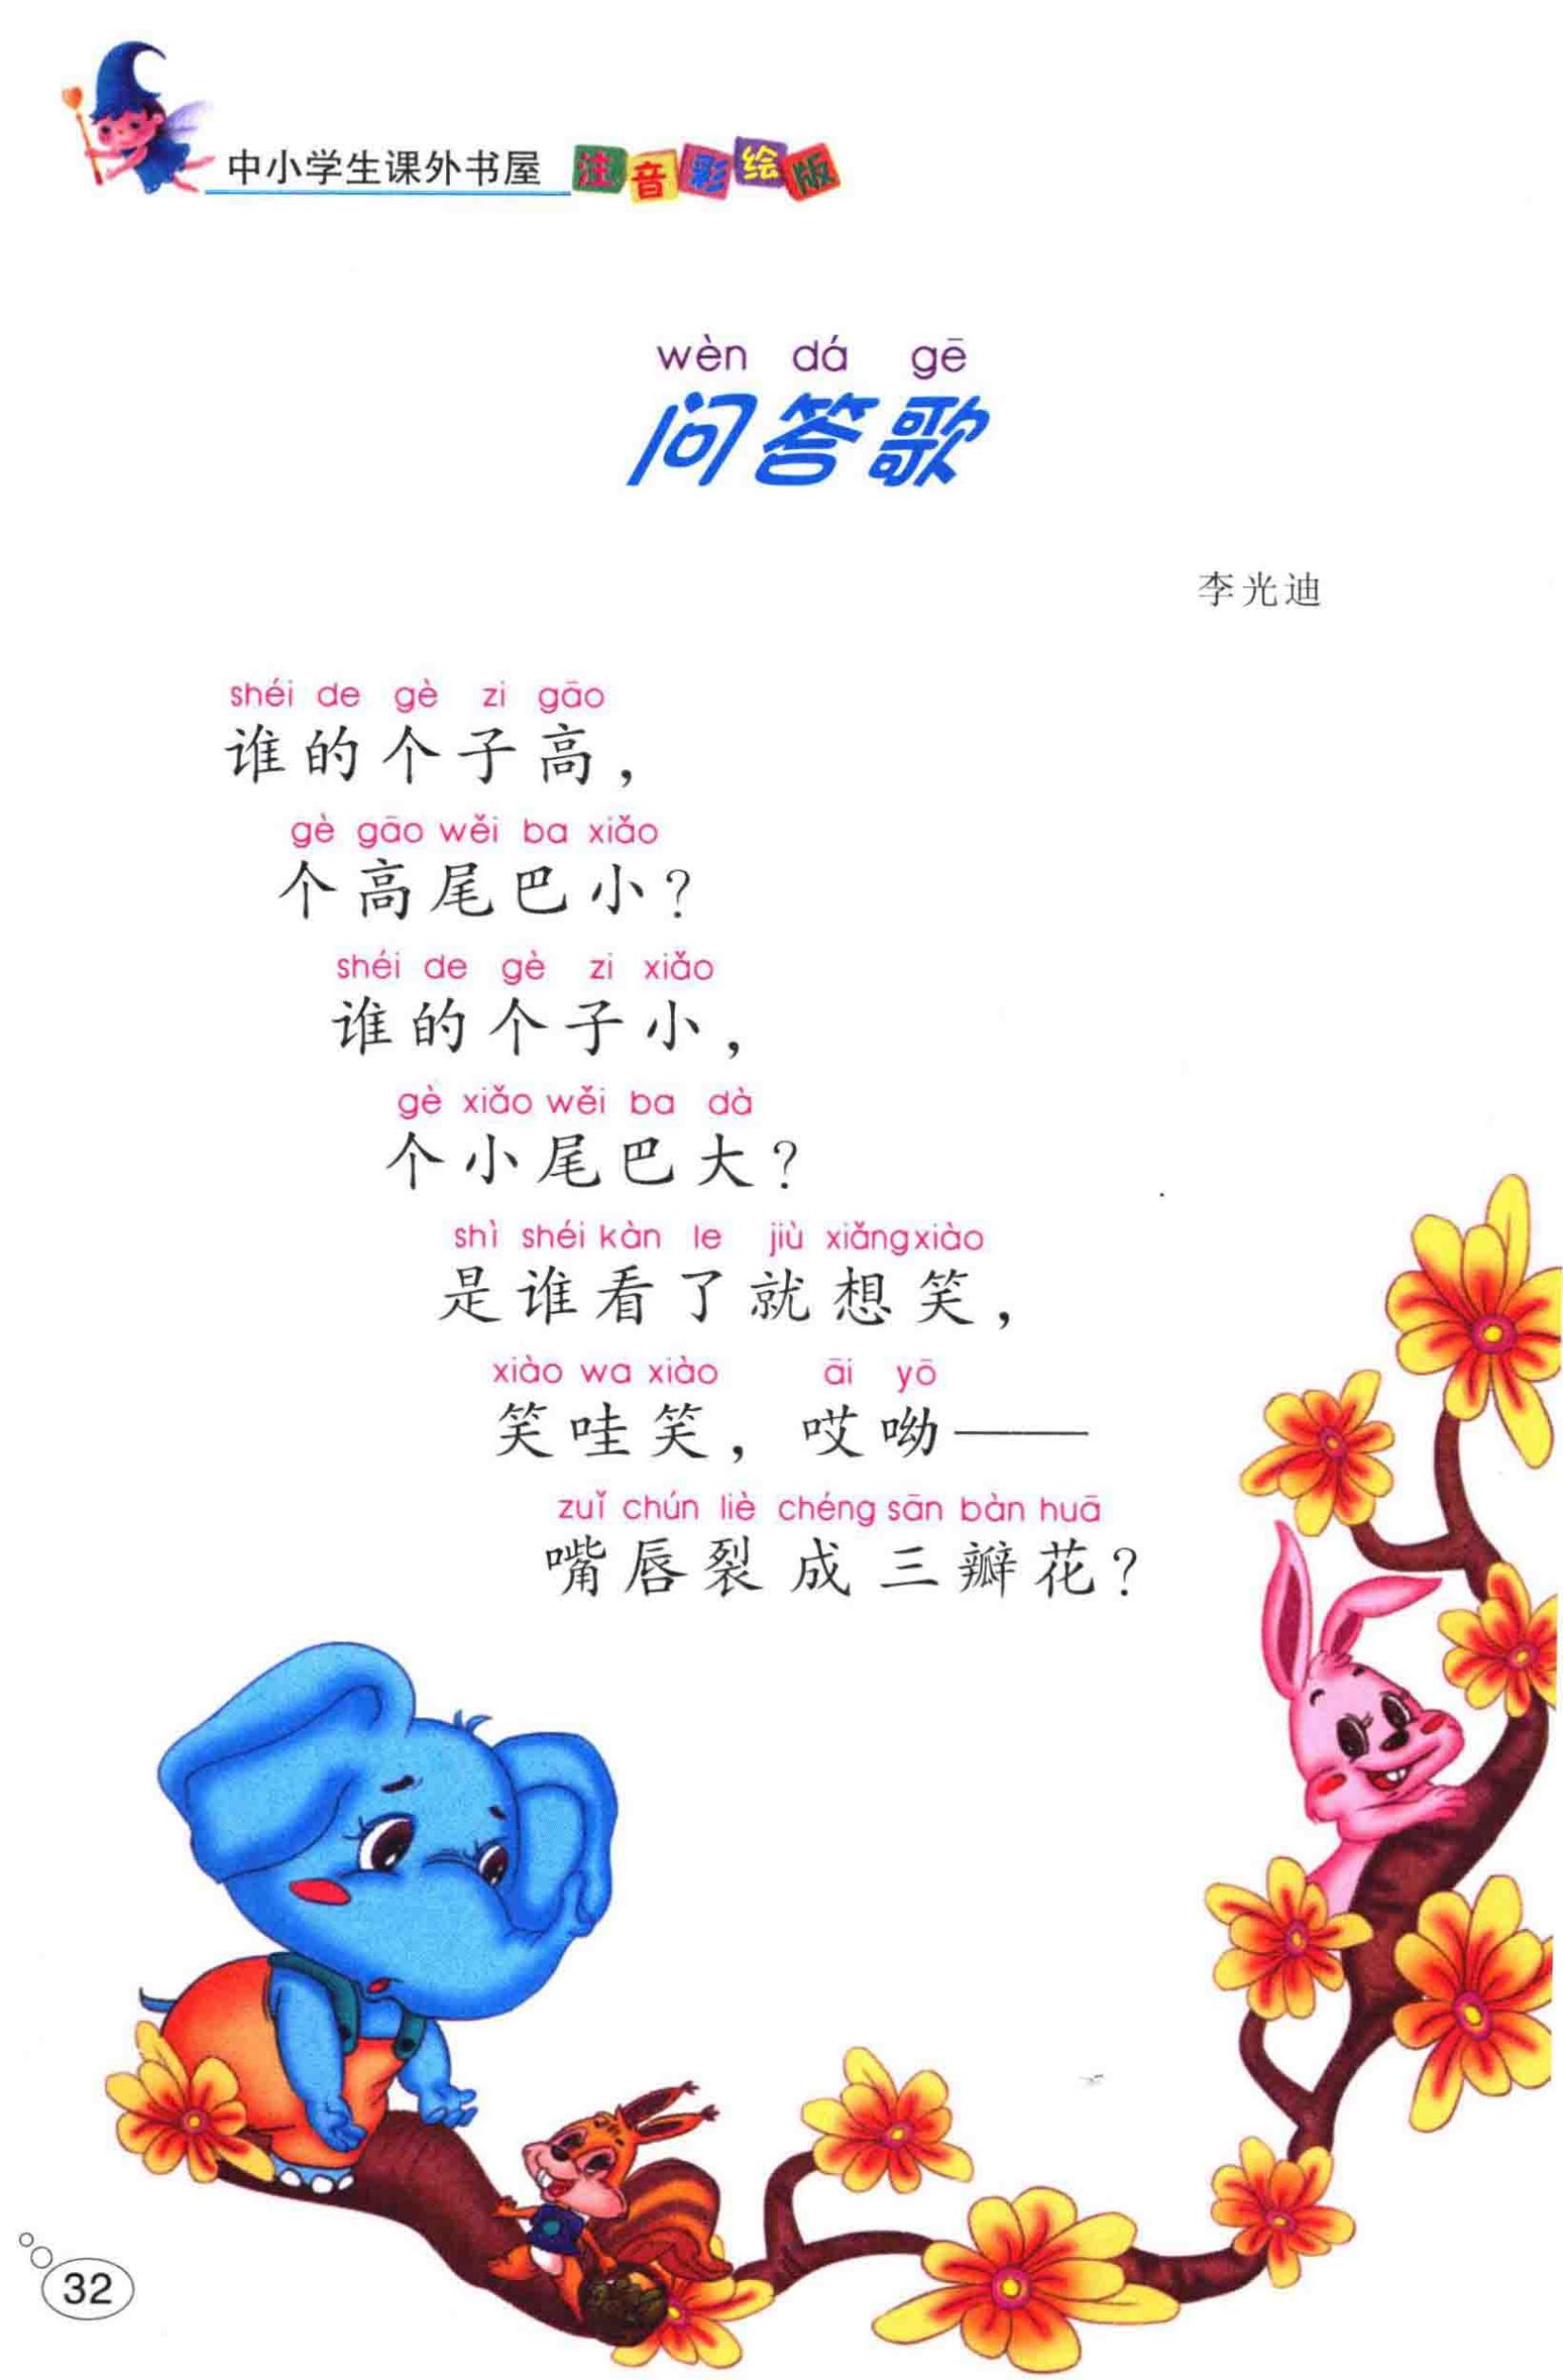 中小学生课外书屋 注音彩绘版
wèn dá gē
问答歌
李光迪
shéi de gè zi gāo
谁的个子高，
gè gāo wěi ba xiǎo
个高尾巴小？
shéi de gè zi xiǎo
谁的个子小，
gè xiǎo wěi ba dà
个小尾巴大？
shì shéi kàn le jiù xiǎng xiào
是谁看了就想笑，
xiào wa xiào āi yō
笑哇笑，哎呦——
zuǐ chún liè chéng sān bàn huā
嘴唇裂成三瓣花？
32